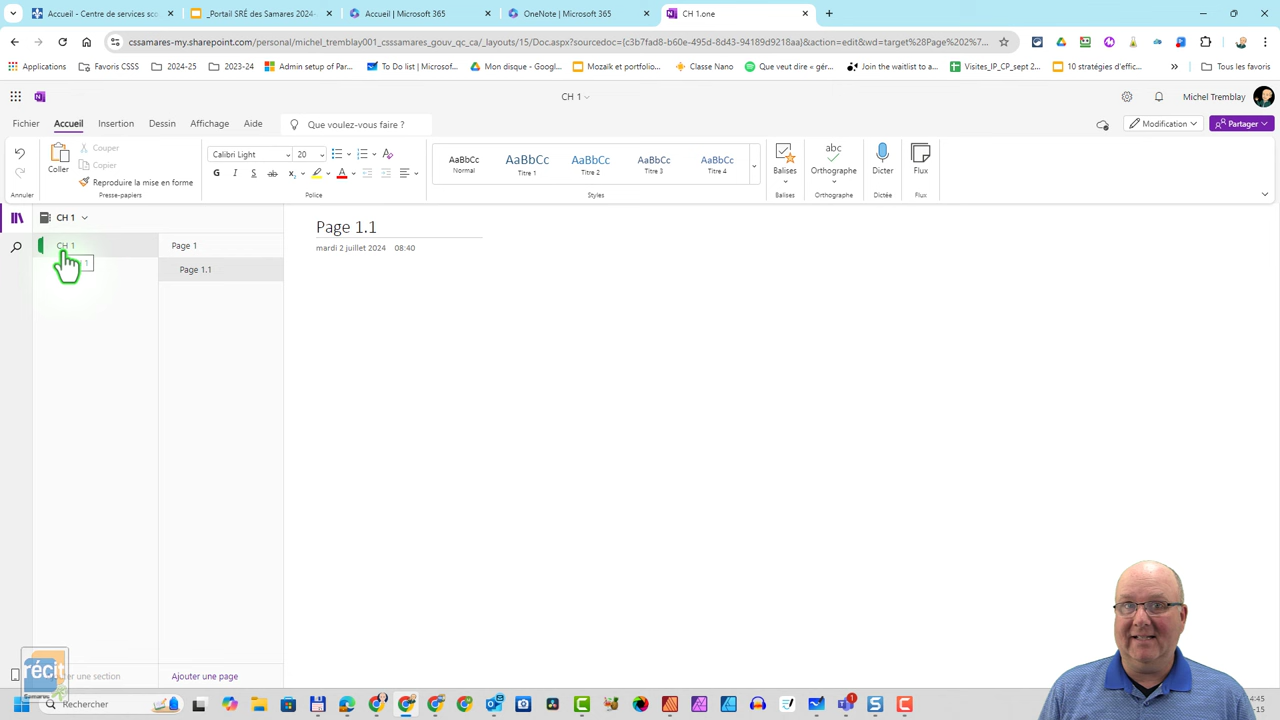 Accueil - Centre de services sco
_Portail SRÉ des Samares 2024-
Accueil | Microsoft 365
OneNote | Microsoft 365
CH 1.one
cssamares-my.sharepoint.com/personal/michel_tremblay001_csssamares_gouv_qc_ca/_layouts/15/Doc.aspx?sourcedoc={c3b7fad8-b60e-495d-8d43-94189d9218aa}&action=edit&wd=target%28Page%202%7...
Applications
Favoris CSSS
2024-25
2023-24
Admin setup of Par...
To Do list | Microsof...
Mon disque - Googl...
Mozaïk et portfolio...
Classe Nano
Que veut dire « gér...
Join the waitlist to a...
Visites_IP_CP_sept 2...
10 stratégies d'effic...
Tous les favoris
CH 1
Michel Tremblay
Fichier
Accueil
Insertion
Dessin
Affichage
Aide
Que voulez-vous faire ?
Modification
Partager
Annuler
Coller
Couper
Copier
Reproduire la mise en forme
Presse-papiers
Calibri Light
20
Police
AaBbCc
Normal
AaBbCc
Titre 1
AaBbCc
Titre 2
AaBbCc
Titre 3
AaBbCc
Titre 4
Styles
Balises
Balises
abc
Orthographe
Orthographe
Dicter
Dictée
Flux
Flux
CH 1
CH 1
Page 1
Page 1.1
Page 1.1
mardi 2 juillet 2024 08:40
récit
Samares
er une section
Ajouter une page
Rechercher